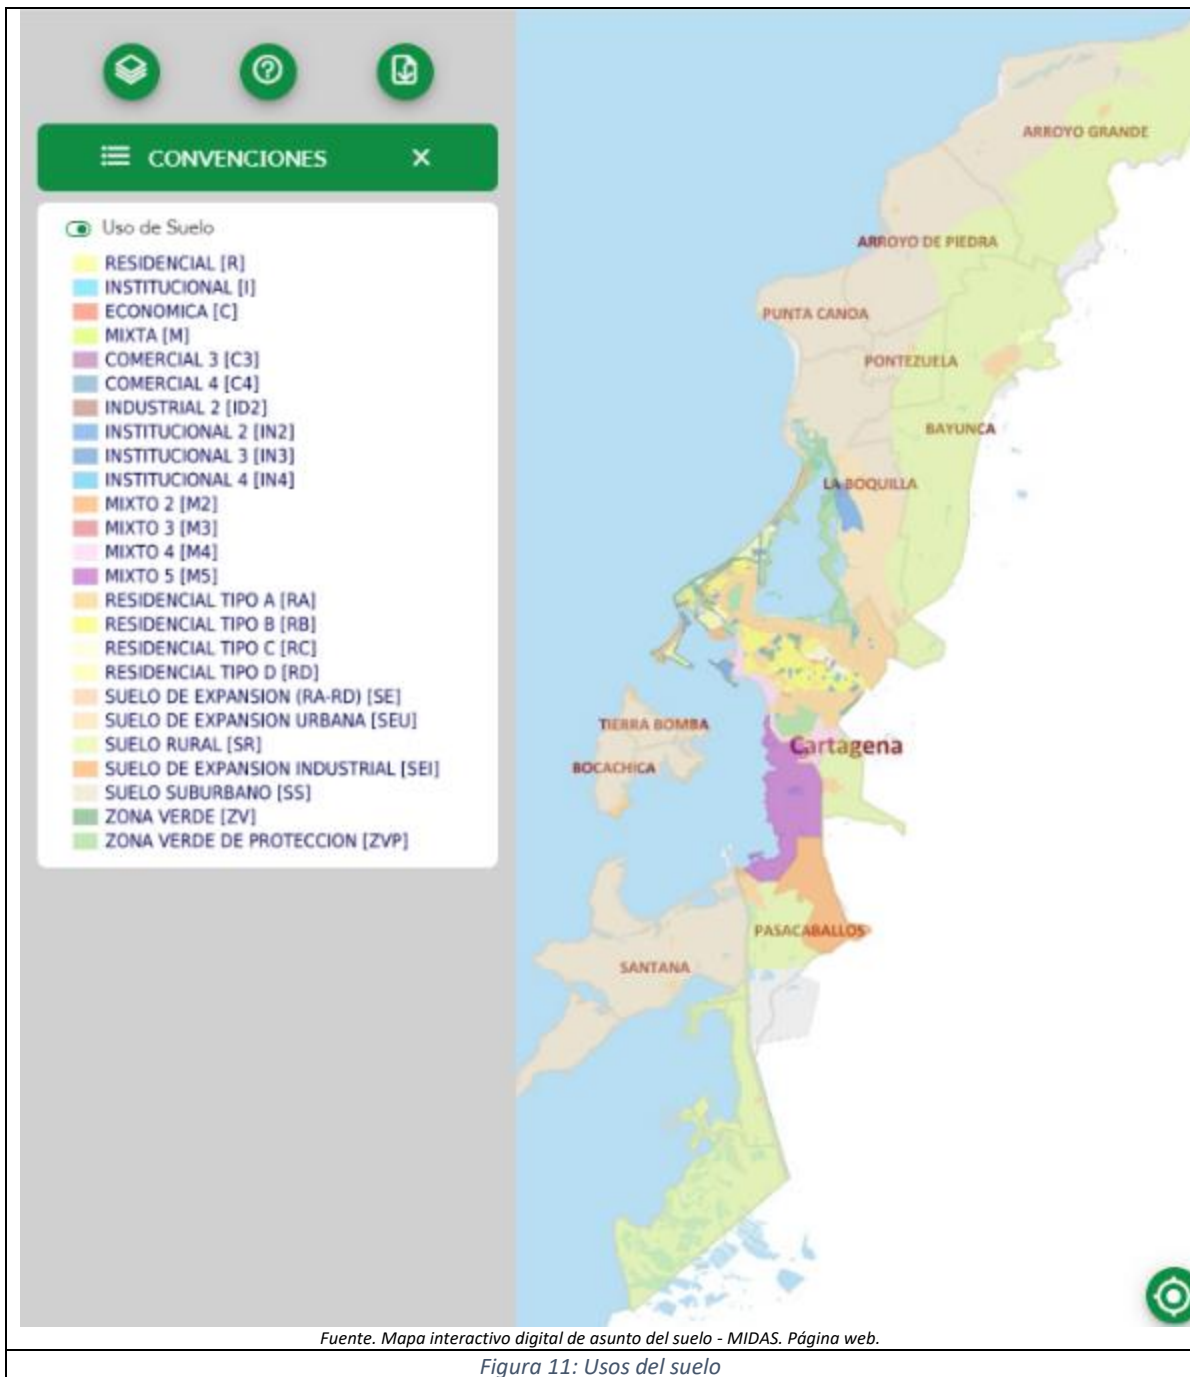 CONVENCIONES
Uso de Suelo
RESIDENCIAL [R]
INSTITUCIONAL [I]
ECONOMICA [C]
MIXTA [M]
COMERCIAL 3 [C3]
COMERCIAL 4 [C4]
INDUSTRIAL 2 [ID2]
INSTITUCIONAL 2 [IN2]
INSTITUCIONAL 3 [IN3]
INSTITUCIONAL 4 [IN4]
MIXTO 2 [M2]
MIXTO 3 [M3]
MIXTO 4 [M4]
MIXTO 5 [M5]
RESIDENCIAL TIPO A [RA]
RESIDENCIAL TIPO B [RB]
RESIDENCIAL TIPO C [RC]
RESIDENCIAL TIPO D [RD]
SUELO DE EXPANSION (RA-RD) [SE]
SUELO DE EXPANSION URBANA [SEU]
SUELO RURAL [SR]
SUELO DE EXPANSION INDUSTRIAL [SEI]
SUELO SUBURBANO [SS]
ZONA VERDE [ZV]
ZONA VERDE DE PROTECCION [ZVP]
ARROYO GRANDE
ARROYO DE PIEDRA
PUNTA CANOA
PONTEZUELA
BAYUNCA
LA BOQUILLA
TIERRA BOMBA
Cartagena
BOCACHICA
PASACABALLOS
SANTANA
Fuente. Mapa interactivo digital de asunto del suelo - MIDAS. Página web.
Figura 11: Usos del suelo